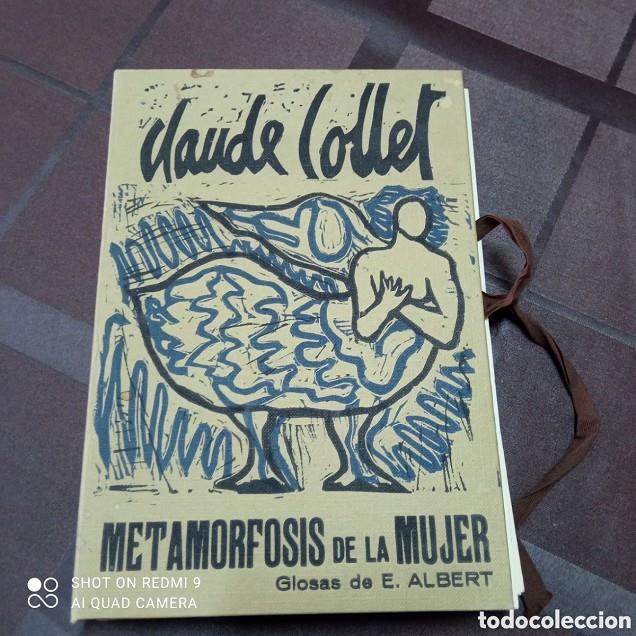 Claude Collet
METAMORFOSIS DE LA MUJER
Glosas de E. ALBERT
SHOT ON REDMI 9
AI QUAD CAMERA
todocoleccion